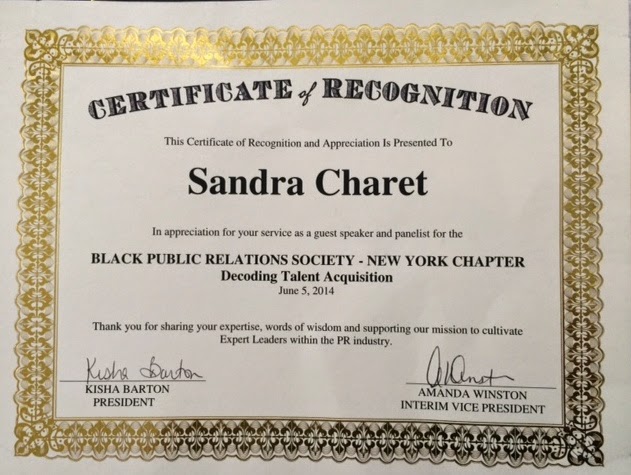 CERTIFICATE of RECOGNITION
This Certificate of Recognition and Appreciation Is Presented To
Sandra Charet
In appreciation for your service as a guest speaker and panelist for the
BLACK PUBLIC RELATIONS SOCIETY - NEW YORK CHAPTER
Decoding Talent Acquisition
June 5, 2014
Thank you for sharing your expertise, words of wisdom and supporting our mission to cultivate
Expert Leaders within the PR industry.
Kisha Barton
KISHA BARTON
PRESIDENT
AMANDA WINSTON
INTERIM VICE PRESIDENT